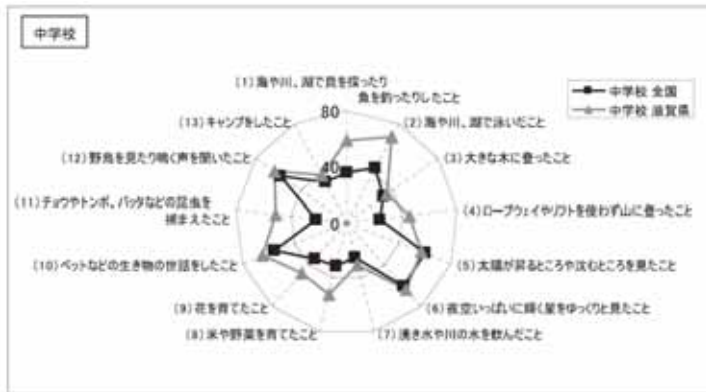 中学校
(1)海や川、湖で貝を採ったり
魚を釣ったりしたこと
中学校 全国
中学校 滋賀県
80
(2)海や川、湖で泳いだこと
(13)キャンプをしたこと
(12)野鳥を見たり鳴く声を聞いたこと
(3)大きな木に登ったこと
40
(11)チョウやトンボ、バッタなどの昆虫を
捕まえたこと
(4)ロープウェイやリフトを使わず山に登ったこと
0
(10)ペットなどの生き物の世話をしたこと
(5)太陽が昇るところや沈むところを見たこと
(9)花を育てたこと
(6)夜空いっぱいに輝く星をゆっくりと見たこと
(8)米や野菜を育てたこと
(7)湧き水や川の水を飲んだこと